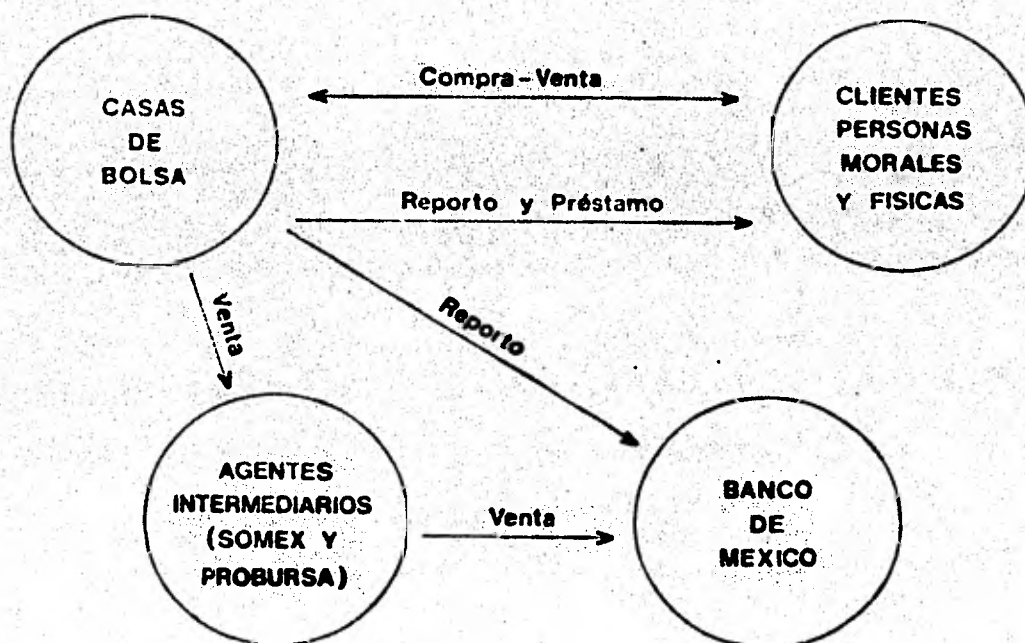 CASAS
DE
BOLSA
Compra-Venta
CLIENTES
PERSONAS
MORALES
Y FISICAS
Reporto y Préstamo
Venta
Reporto
AGENTES
INTERMEDIARIOS
(SOMEX Y
PROBURSA)
Venta
BANCO
DE
MEXICO